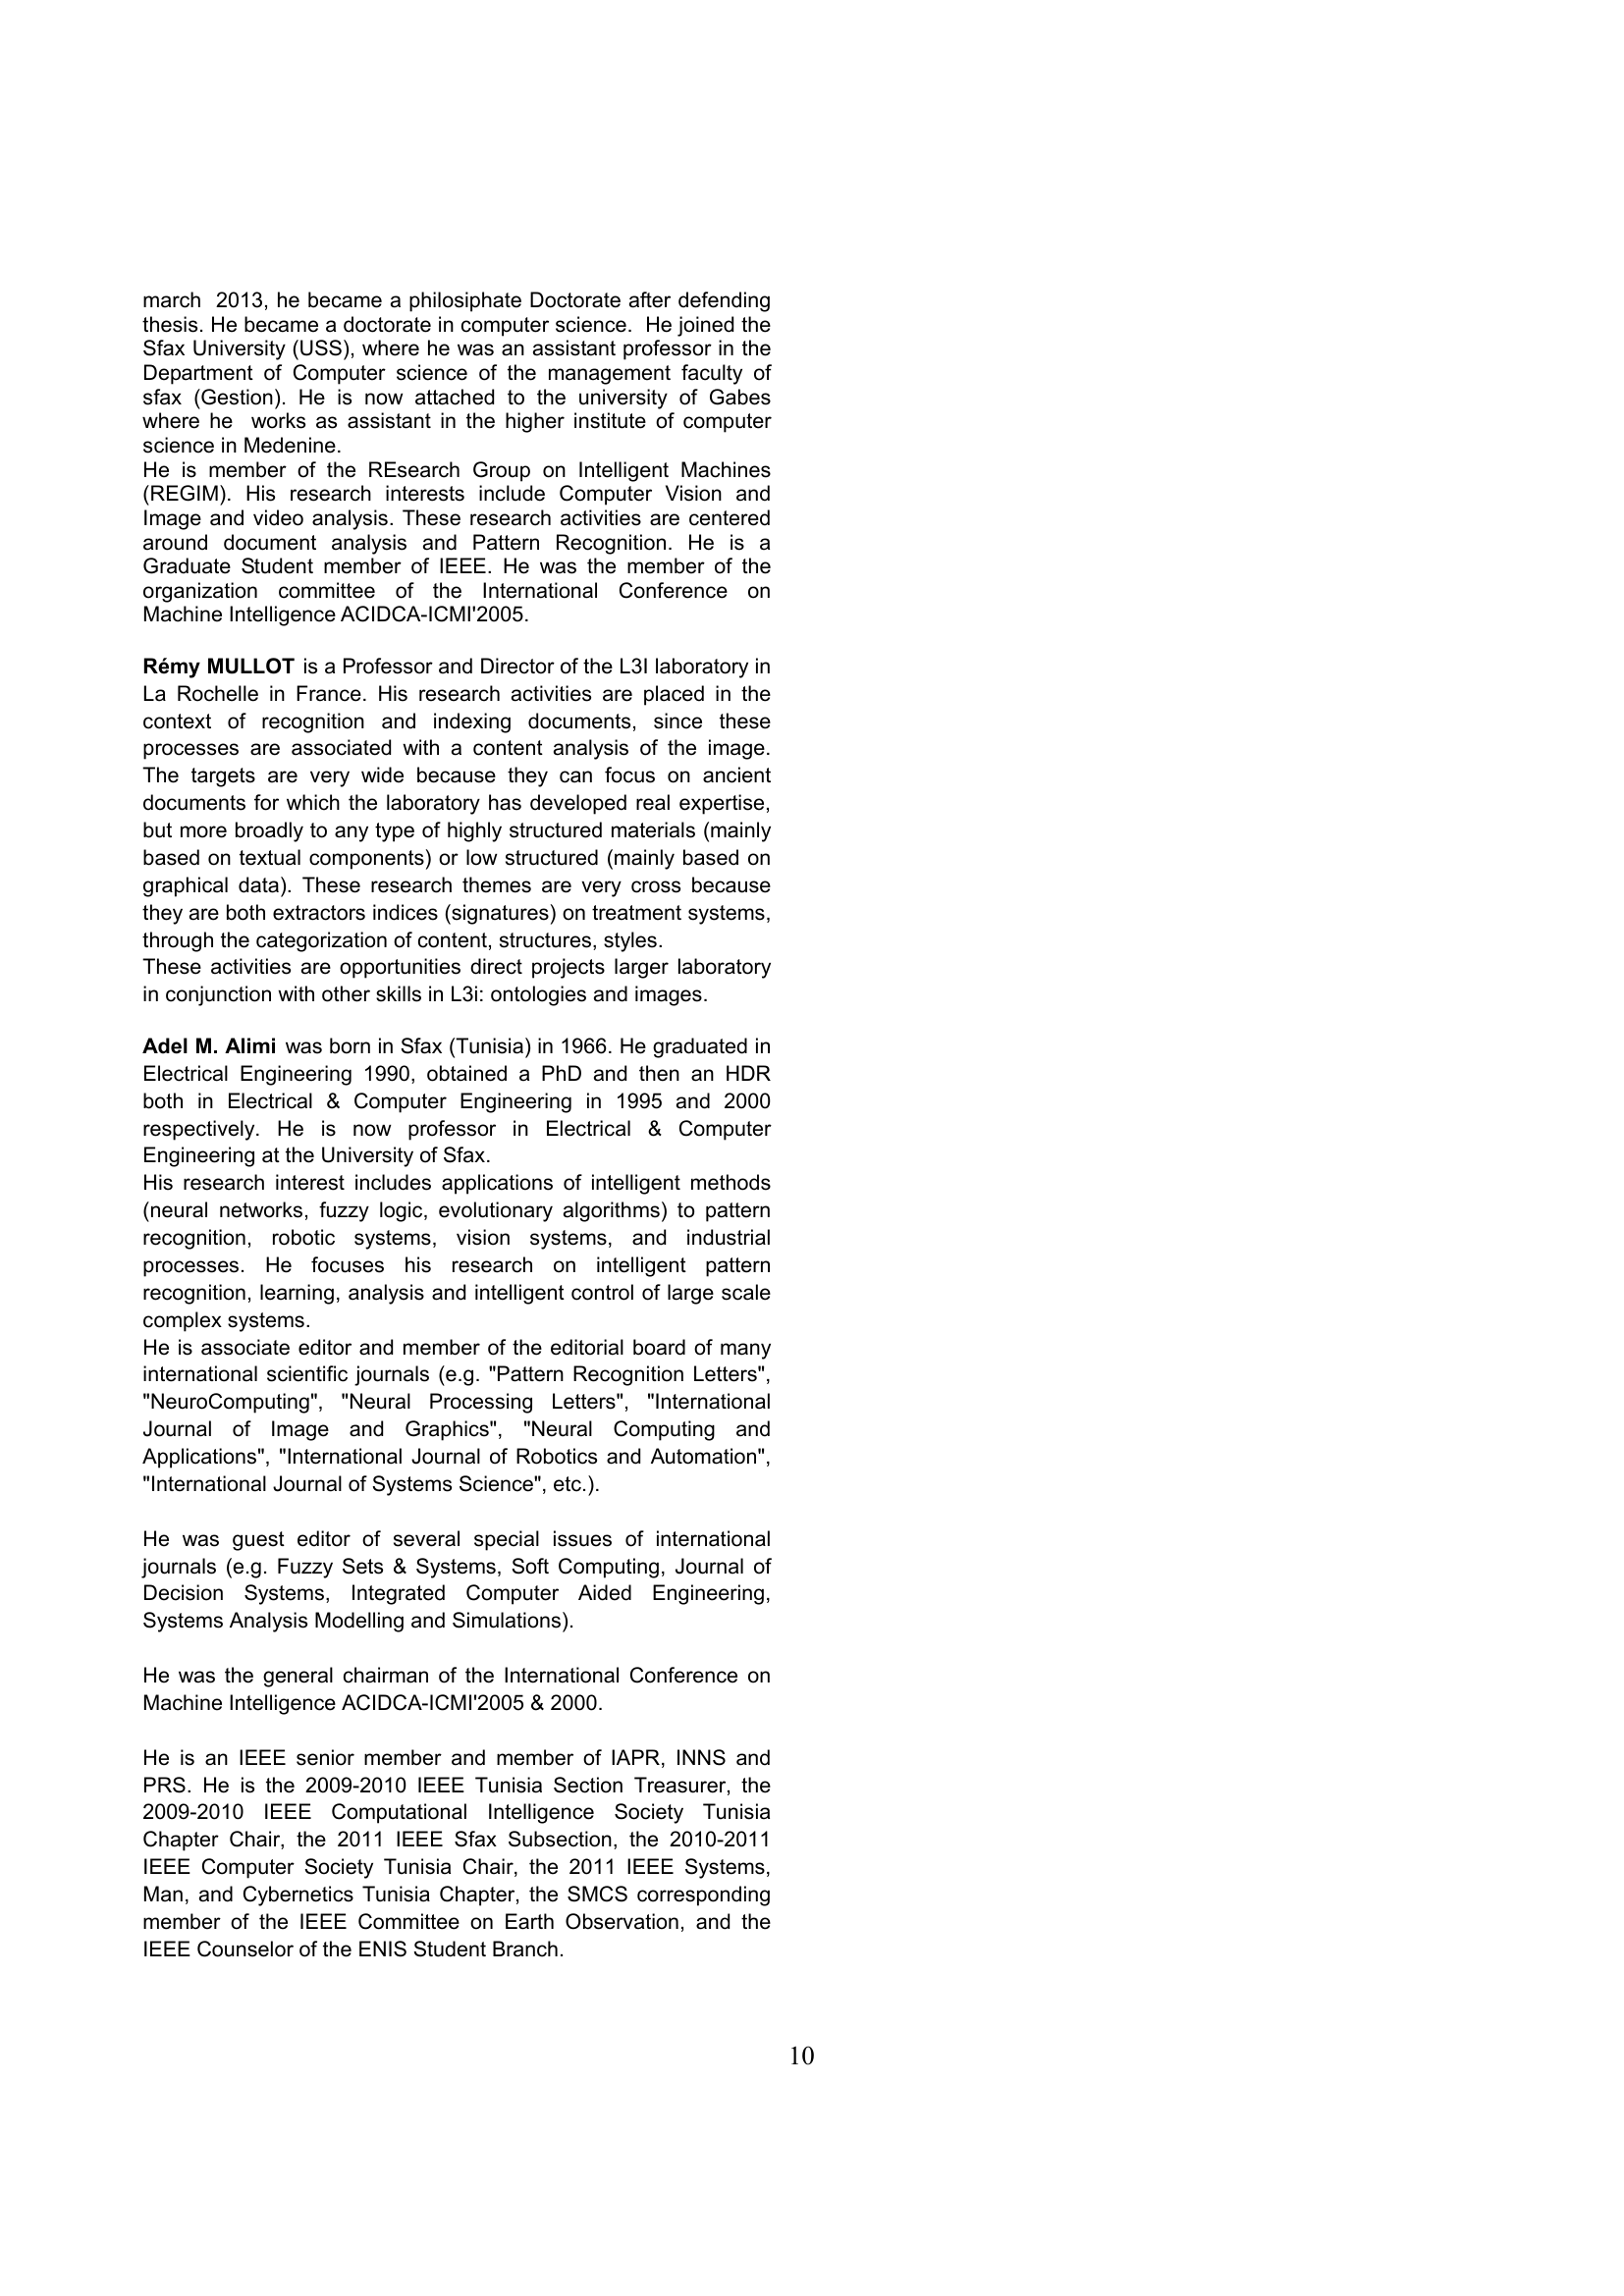 march  2013, he became a philosiphate Doctorate after defending
thesis. He became a doctorate in computer science.  He joined the
Sfax University (USS), where he was an assistant professor in the
Department of Computer science of the management faculty of
sfax (Gestion). He is now attached to the university of Gabes
where he  works as assistant in the higher institute of computer
science in Medenine.
He is member of the REsearch Group on Intelligent Machines
(REGIM). His research interests include Computer Vision and
Image and video analysis. These research activities are centered
around document analysis and Pattern Recognition. He is a
Graduate Student member of IEEE. He was the member of the
organization committee of the International Conference on
Machine Intelligence ACIDCA-ICMI'2005.
Rémy MULLOT is a Professor and Director of the L3I laboratory in
La Rochelle in France. His research activities are placed in the
context of recognition and indexing documents, since these
processes are associated with a content analysis of the image.
The targets are very wide because they can focus on ancient
documents for which the laboratory has developed real expertise,
but more broadly to any type of highly structured materials (mainly
based on textual components) or low structured (mainly based on
graphical data). These research themes are very cross because
they are both extractors indices (signatures) on treatment systems,
through the categorization of content, structures, styles.
These activities are opportunities direct projects larger laboratory
in conjunction with other skills in L3i: ontologies and images.
Adel M. Alimi was born in Sfax (Tunisia) in 1966. He graduated in
Electrical Engineering 1990, obtained a PhD and then an HDR
both in Electrical & Computer Engineering in 1995 and 2000
respectively. He is now professor in Electrical & Computer
Engineering at the University of Sfax.
His research interest includes applications of intelligent methods
(neural networks, fuzzy logic, evolutionary algorithms) to pattern
recognition, robotic systems, vision systems, and industrial
processes. He focuses his research on intelligent pattern
recognition, learning, analysis and intelligent control of large scale
complex systems.
He is associate editor and member of the editorial board of many
international scientific journals (e.g. "Pattern Recognition Letters",
"NeuroComputing", "Neural Processing Letters", "International
Journal of Image and Graphics", "Neural Computing and
Applications", "International Journal of Robotics and Automation",
"International Journal of Systems Science", etc.).
He was guest editor of several special issues of international
journals (e.g. Fuzzy Sets & Systems, Soft Computing, Journal of
Decision Systems, Integrated Computer Aided Engineering,
Systems Analysis Modelling and Simulations).
He was the general chairman of the International Conference on
Machine Intelligence ACIDCA-ICMI'2005 & 2000.
He is an IEEE senior member and member of IAPR, INNS and
PRS. He is the 2009-2010 IEEE Tunisia Section Treasurer, the
2009-2010 IEEE Computational Intelligence Society Tunisia
Chapter Chair, the 2011 IEEE Sfax Subsection, the 2010-2011
IEEE Computer Society Tunisia Chair, the 2011 IEEE Systems,
Man, and Cybernetics Tunisia Chapter, the SMCS corresponding
member of the IEEE Committee on Earth Observation, and the
IEEE Counselor of the ENIS Student Branch.
10